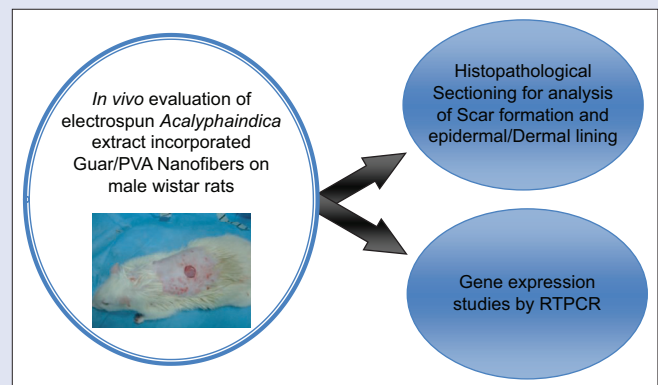 In vivo evaluation of
electrospun Acalyphaindica
extract incorporated
Guar/PVA Nanofibers on
male wistar rats
Histopathological
Sectioning for analysis
of Scar formation and
epidermal/Dermal lining
Gene expression
studies by RTPCR